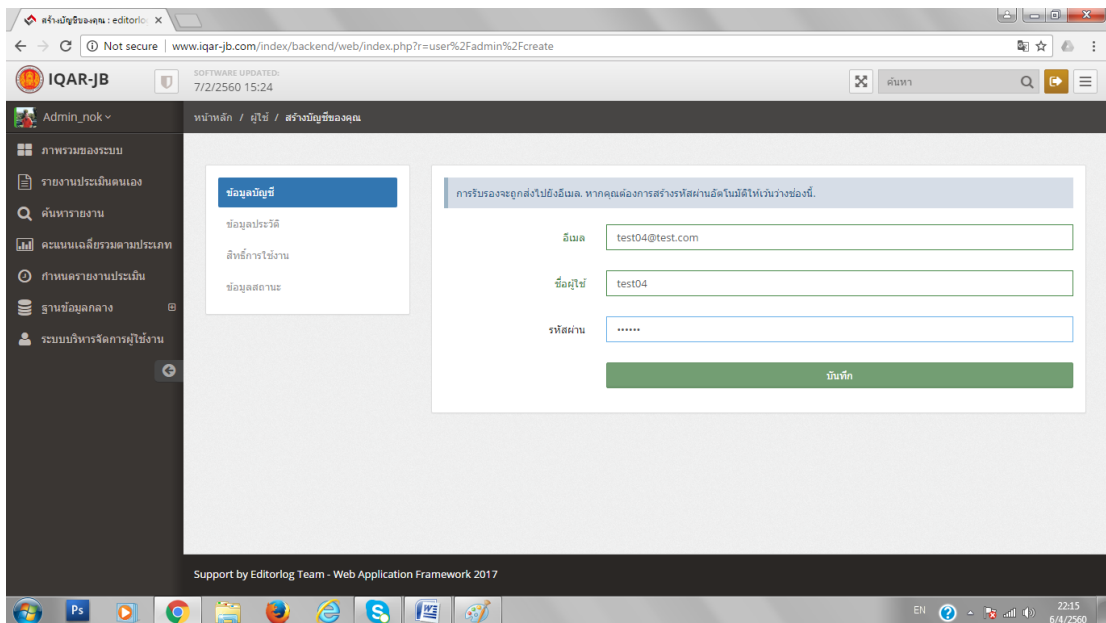 สร้างบัญชีของคุณ : editorlo
Not secure | www.iqar-jb.com/index/backend/web/index.php?r=user%2Fadmin%2Fcreate
IQAR-JB
SOFTWARE UPDATED:
7/2/2560 15:24
ค้นหา
Admin_nok
หน้าหลัก / ผู้ใช้ / สร้างบัญชีของคุณ
ภาพรวมของระบบ
รายงานประเมินตนเอง
ค้นหารายงาน
คะแนนเฉลี่ยรวมตามประเภท
กำหนดรายงานประเมิน
ฐานข้อมูลกลาง
ระบบบริหารจัดการผู้ใช้งาน
ข้อมูลบัญชี
ข้อมูลประวัติ
สิทธิ์การใช้งาน
ข้อมูลสถานะ
การรับรองจะถูกส่งไปยังอีเมล. หากคุณต้องการสร้างรหัสผ่านอัตโนมัติให้เว้นว่างช่องนี้.
อีเมล test04@test.com
ชื่อผู้ใช้ test04
รหัสผ่าน ••••••
บันทึก
Support by Editorlog Team - Web Application Framework 2017
Ps
EN
22:15
6/4/2560